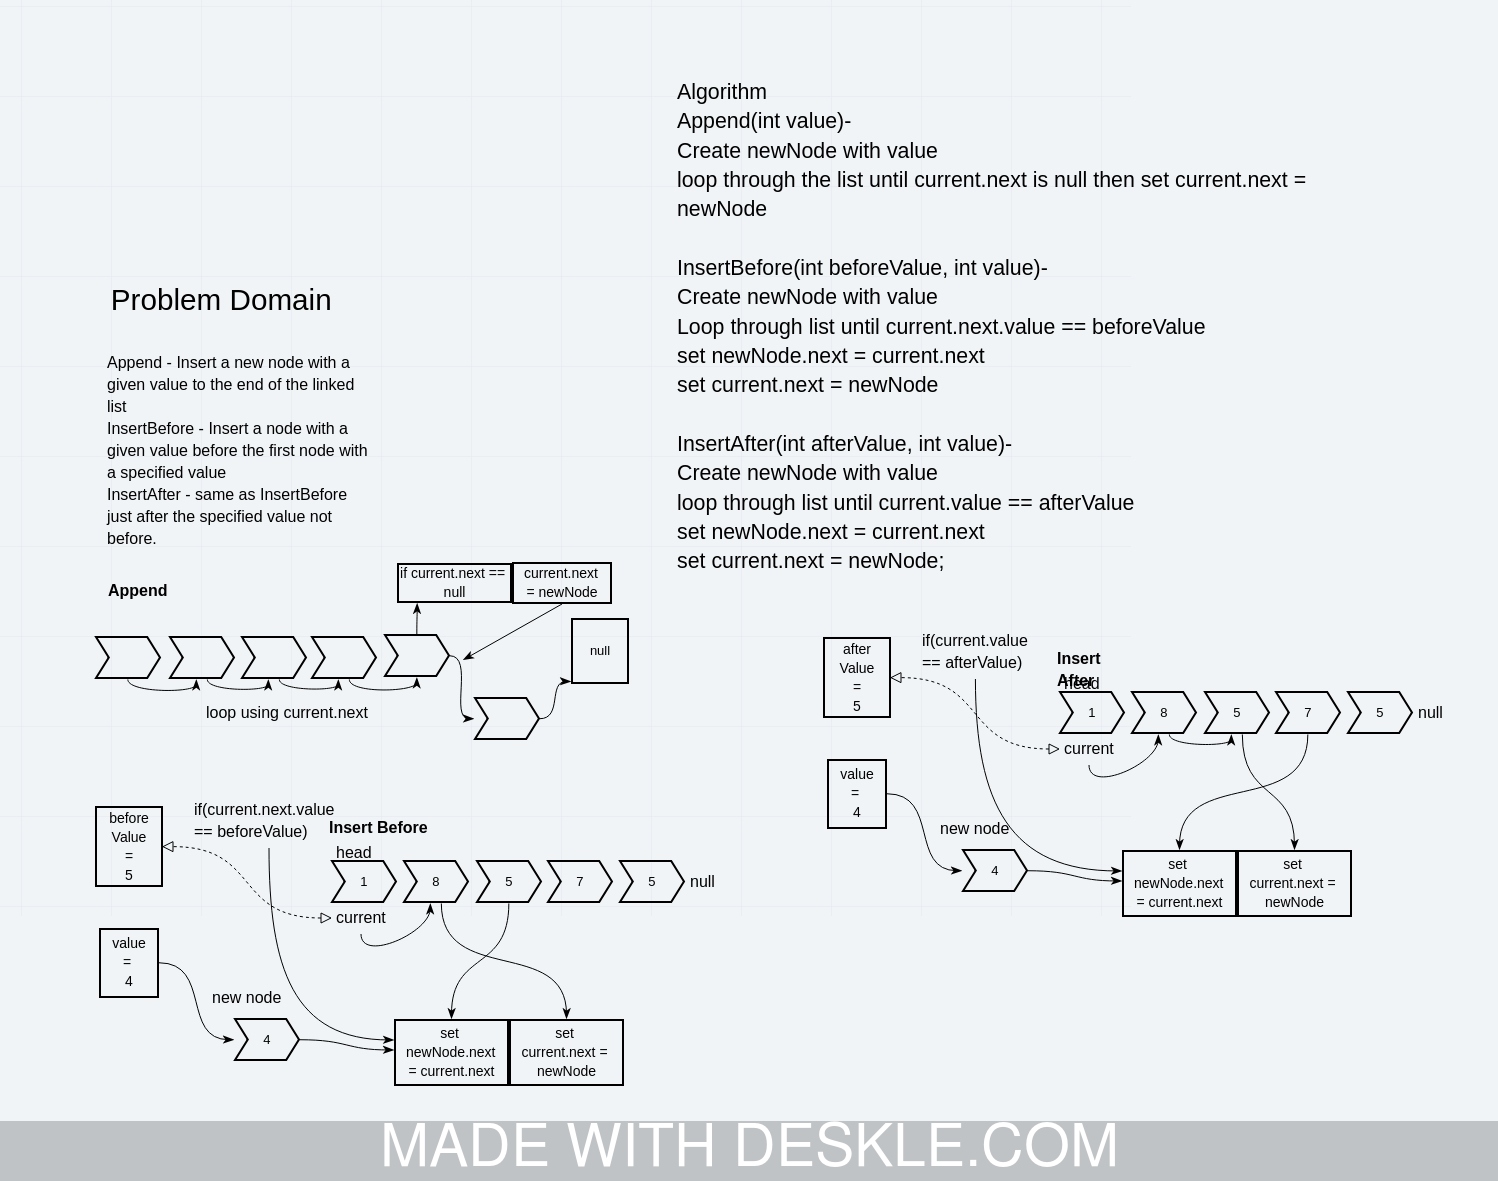 Algorithm
Append(int value)-
Create newNode with value
loop through the list until current.next is null then set current.next =
newNode
InsertBefore(int beforeValue, int value)-
Create newNode with value
Loop through list until current.next.value == beforeValue
set newNode.next = current.next
set current.next = newNode
InsertAfter(int afterValue, int value)-
Create newNode with value
loop through list until current.value == afterValue
set newNode.next = current.next
set current.next = newNode;
Problem Domain
Append - Insert a new node with a
given value to the end of the linked
list
InsertBefore - Insert a node with a
given value before the first node with
a specified value
InsertAfter - same as InsertBefore
just after the specified value not
before.
Append
if current.next ==
null
current.next
= newNode
null
loop using current.next
before
Value
=
5
if(current.next.value
== beforeValue)
Insert Before
head
1
8
5
7
5
null
current
value
=
4
new node
4
set
newNode.next
= current.next
set
current.next =
newNode
after
Value
=
5
if(current.value
== afterValue)
Insert
After
head
1
8
5
7
5
null
current
value
=
4
new node
4
set
newNode.next
= current.next
set
current.next =
newNode
MADE WITH DESKLE.COM